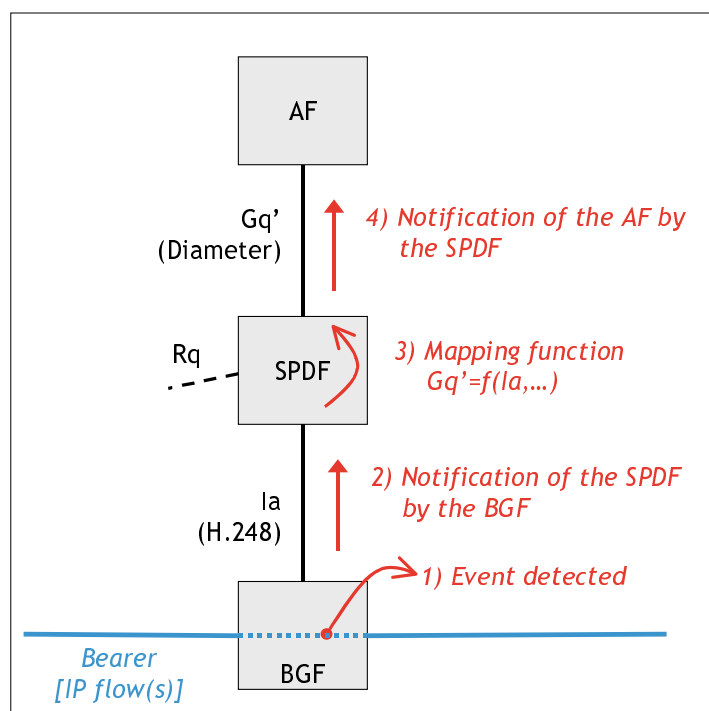 AF
Gq’
(Diameter)
4) Notification of the AF by
the SPDF
Rq
SPDF
3) Mapping function
Gq’=f(Ia,…)
Ia
(H.248)
2) Notification of the SPDF
by the BGF
1) Event detected
Bearer
[IP flow(s)]
BGF